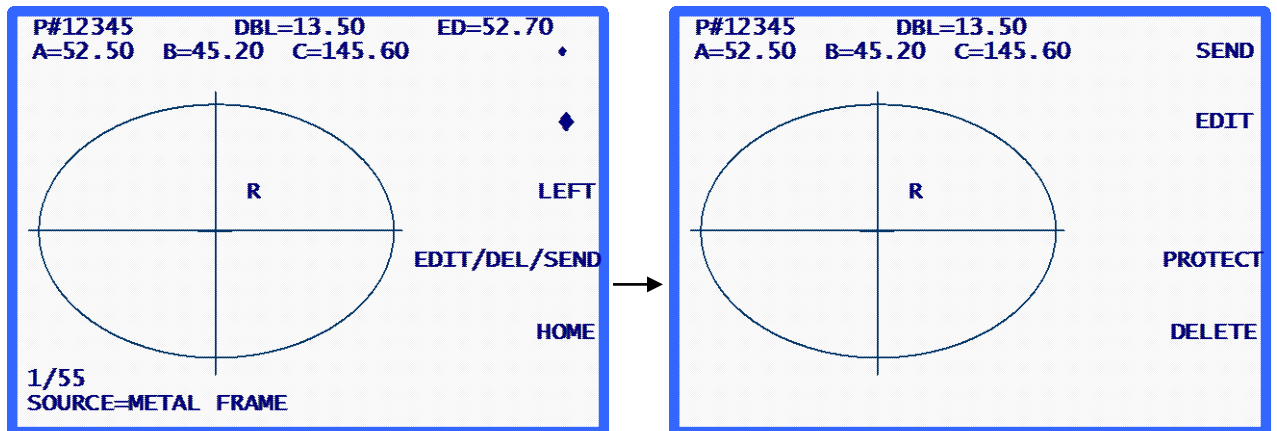 P#12345 DBL=13.50 ED=52.70
A=52.50 B=45.20 C=145.60
R
LEFT
EDIT/DEL/SEND
HOME
1/55
SOURCE=METAL FRAME
P#12345 DBL=13.50
A=52.50 B=45.20 C=145.60
SEND
EDIT
R
PROTECT
DELETE